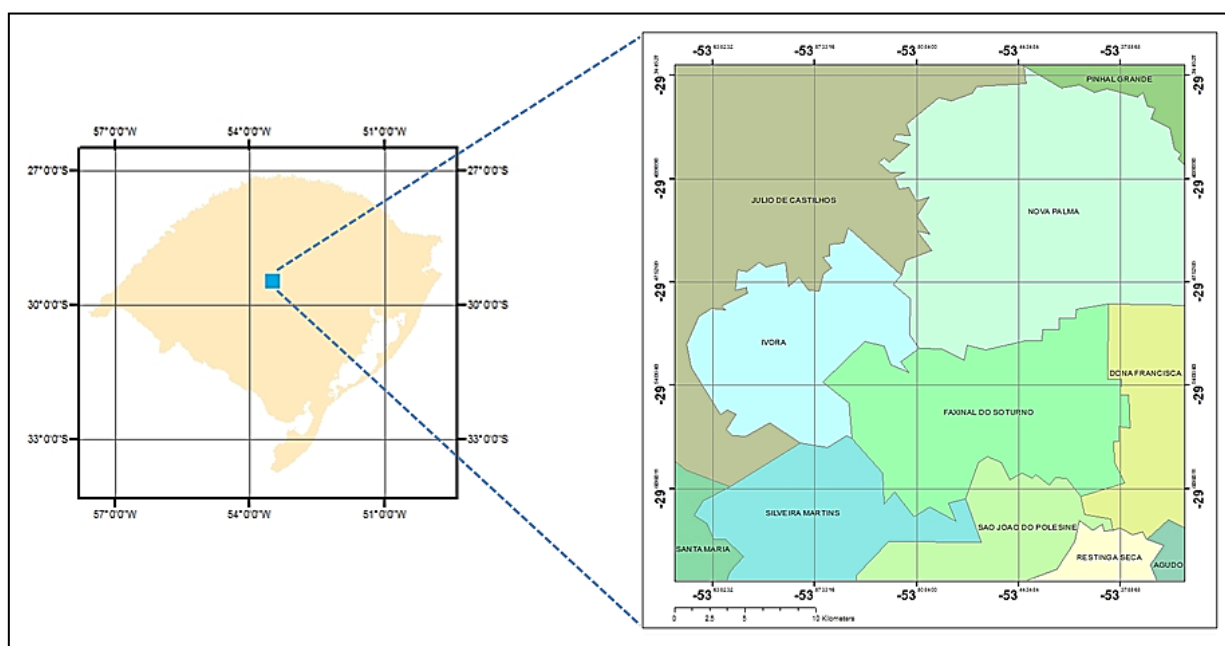 57°0'0"W 54°0'0"W 51°0'0"W
27°0'0"S 27°0'0"S
30°0'0"S 30°0'0"S
33°0'0"S 33°0'0"S
57°0'0"W 54°0'0"W 51°0'0"W
-53 -53 -53 -53 -53
-29 -29
PINHAL GRANDE
-29 -29
JULIO DE CASTILHOS
NOVA PALMA
-29 -29
IVORA
DONA FRANCISCA
-29 -29
FAXINAL DO SOTURNO
-29 -29
SILVEIRA MARTINS
SAO JOAO DO POLESINE
SANTA MARIA
RESTINGA SECA
AGUDO
-53 -53 -53 -53 -53
0 2.5 5 10 Kilometers